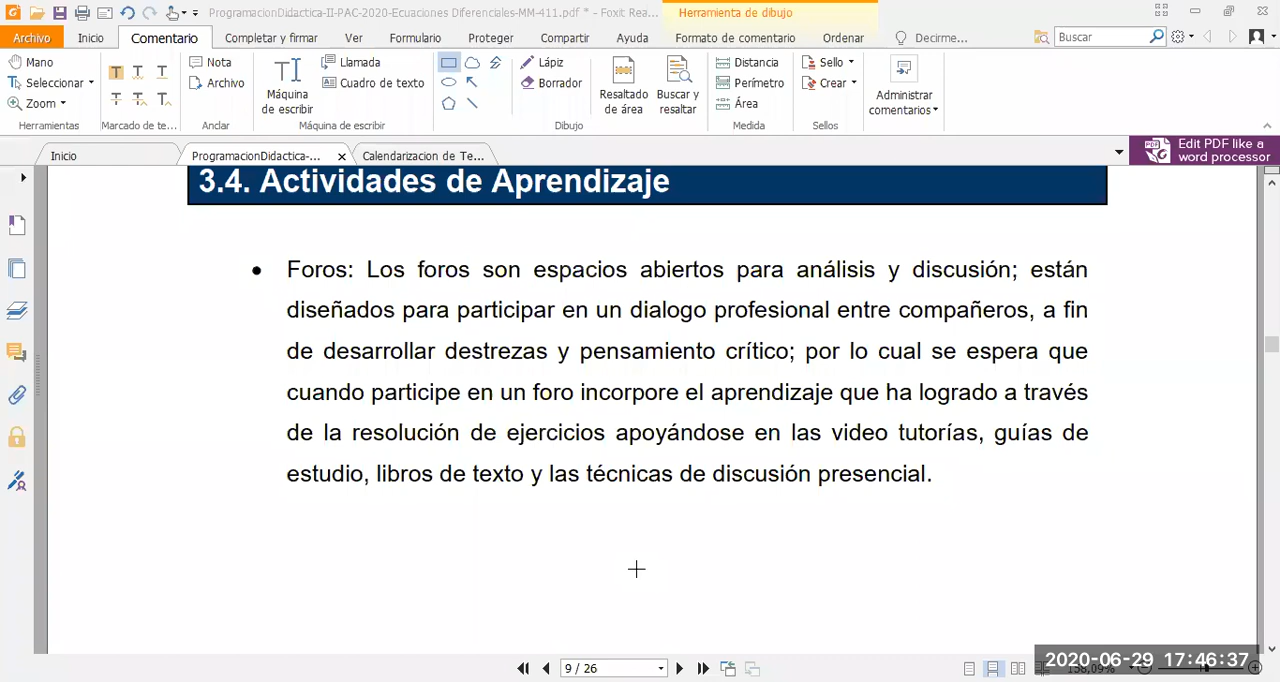 ProgramacionDidactica-II-PAC-2020-Ecuaciones Diferenciales-MM-411.pdf * - Foxit Rea...
Herramienta de dibujo
Archivo Inicio Comentario Completar y firmar Ver Formulario Proteger Compartir Ayuda Formato de comentario Ordenar Decirme... Buscar
Mano
Seleccionar
Zoom
Herramientas
Marcado de te...
Nota
Archivo
Andar
Máquina
de escribir
Llamada
Cuadro de texto
Máquina de escribir
Lápiz
Borrador
Dibujo
Resaltado
de área
Buscar y
resaltar
Distancia
Perímetro
Área
Medida
Sello
Crear
Sellos
Administrar
comentarios
Inicio ProgramacionDidactica-... Calendarizacion de Te...
Edit PDF like a
word processor
3.4. Actividades de Aprendizaje
• Foros: Los foros son espacios abiertos para análisis y discusión; están
diseñados para participar en un dialogo profesional entre compañeros, a fin
de desarrollar destrezas y pensamiento crítico; por lo cual se espera que
cuando participe en un foro incorpore el aprendizaje que ha logrado a través
de la resolución de ejercicios apoyándose en las video tutorías, guías de
estudio, libros de texto y las técnicas de discusión presencial.
9 / 26
2020-06-29 17:46:37
158,09%